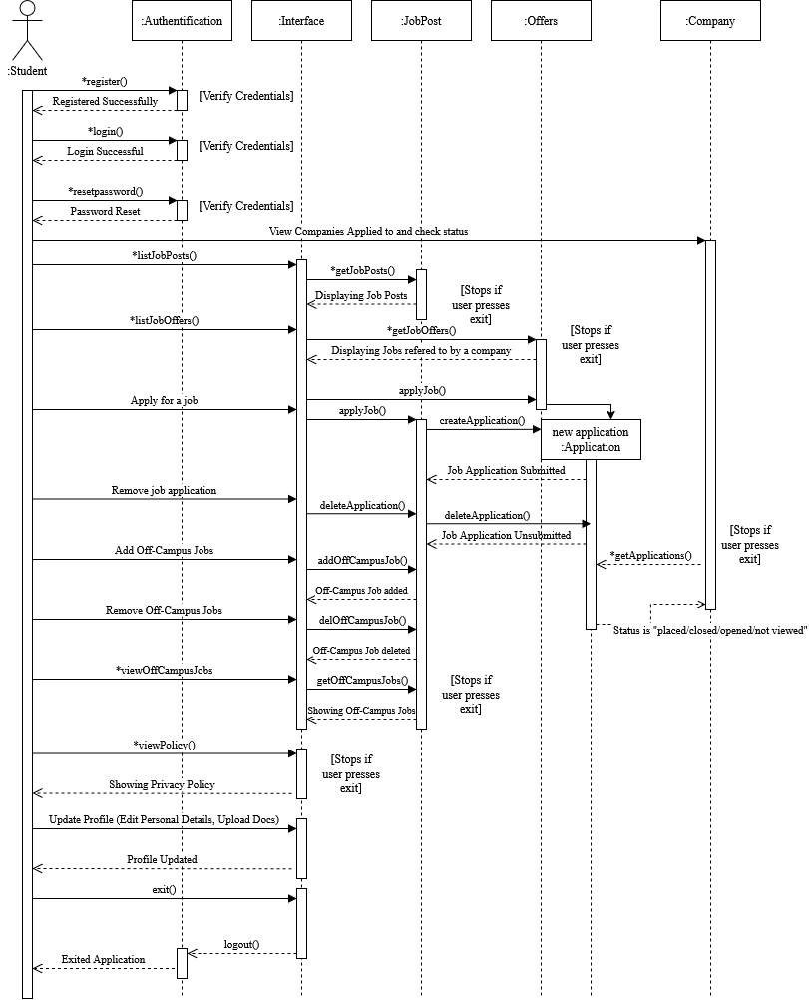 :Student
:Authentification
:Interface
:JobPost
:Offers
:Company
*register()
Registered Successfully
[Verify Credentials]
*login()
Login Successful
[Verify Credentials]
*resetpassword()
Password Reset
[Verify Credentials]
View Companies Applied to and check status
*listJobPosts()
*getJobPosts()
Displaying Job Posts
[Stops if
user presses
exit]
*listJobOffers()
*getJobOffers()
Displaying Jobs refered to by a company
[Stops if
user presses
exit]
applyJob()
Apply for a job
applyJob()
createApplication()
new application
:Application
Job Application Submitted
Remove job application
deleteApplication()
deleteApplication()
Job Application Unsubmitted
[Stops if
user presses
exit]
Add Off-Campus Jobs
addOffCampusJob()
*getApplications()
Off-Campus Job added
Remove Off-Campus Jobs
delOffCampusJob()
Status is "placed/closed/opened/not viewed"
Off-Campus Job deleted
*viewOffCampusJobs
getOffCampusJobs()
[Stops if
user presses
exit]
Showing Off-Campus Jobs
*viewPolicy()
[Stops if
user presses
exit]
Showing Privacy Policy
Update Profile (Edit Personal Details, Upload Docs)
Profile Updated
exit()
logout()
Exited Application